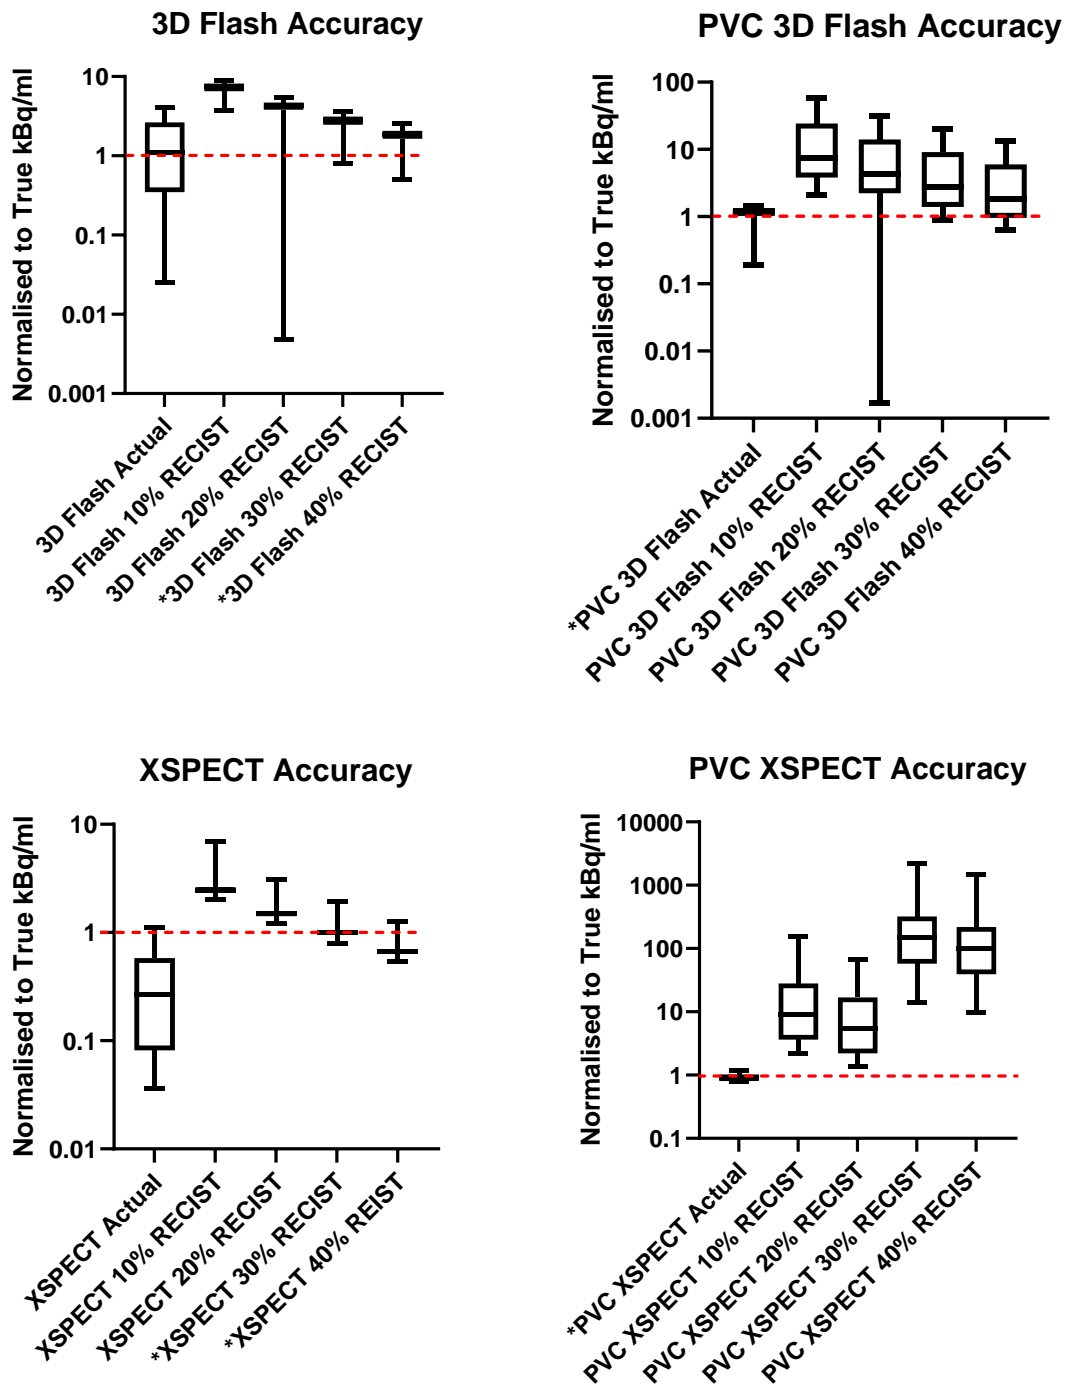 3D Flash Accuracy
Normalised to True kBq/ml
10
1
0.1
0.01
0.001
3D Flash Actual
3D Flash 10% RECIST
3D Flash 20% RECIST
*3D Flash 30% RECIST
*3D Flash 40% RECIST
PVC 3D Flash Accuracy
Normalised to True kBq/ml
100
10
1
0.1
0.01
0.001
*PVC 3D Flash Actual
PVC 3D Flash 10% RECIST
PVC 3D Flash 20% RECIST
PVC 3D Flash 30% RECIST
PVC 3D Flash 40% RECIST
XSPECT Accuracy
Normalised to True kBq/ml
10
1
0.1
0.01
XSPECT Actual
XSPECT 10% RECIST
XSPECT 20% RECIST
*XSPECT 30% RECIST
*XSPECT 40% REIST
PVC XSPECT Accuracy
Normalised to True kBq/ml
10000
1000
100
10
1
0.1
*PVC XSPECT Actual
PVC XSPECT 10% RECIST
PVC XSPECT 20% RECIST
PVC XSPECT 30% RECIST
PVC XSPECT 40% RECIST